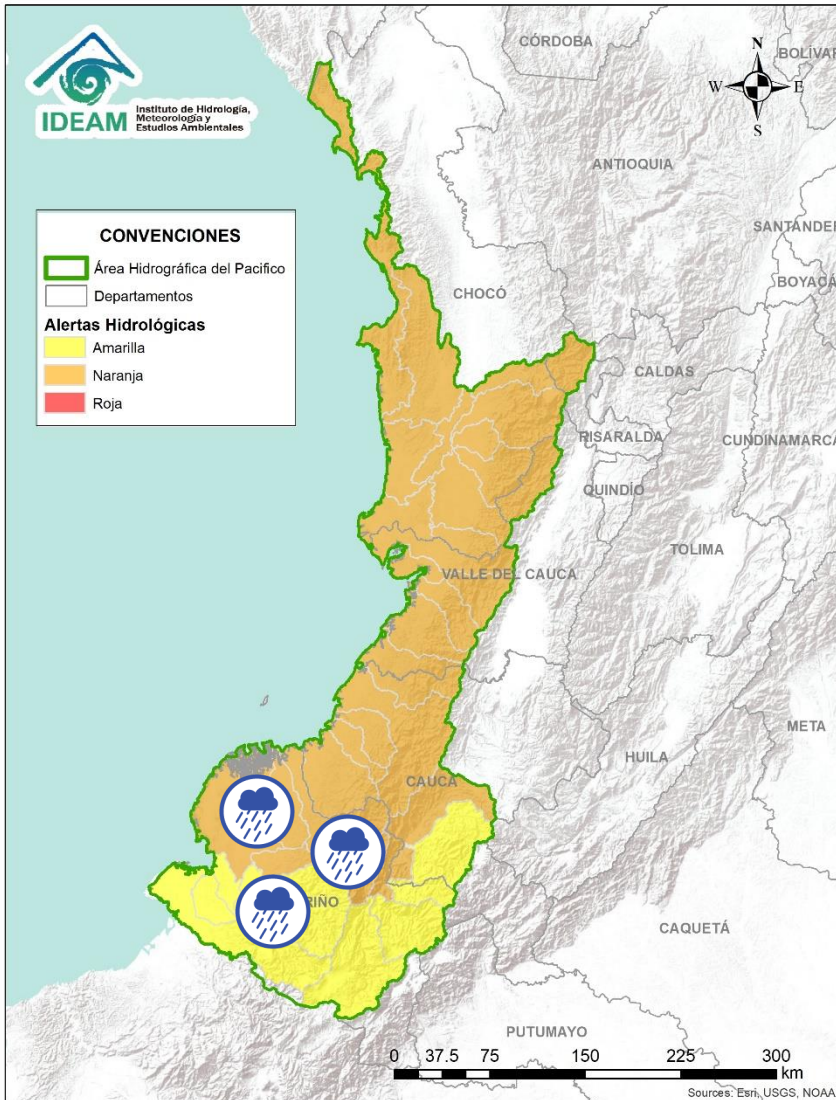 IDEAM
Instituto de Hidrología,
Meteorología y
Estudios Ambientales
CONVENCIONES
Área Hidrográfica del Pacifico
Departamentos
Alertas Hidrológicas
Amarilla
Naranja
Roja
N
W
E
S
CÓRDOBA
BOLÍVAR
ANTIOQUIA
SANTANDER
BOYACÁ
CHOCÓ
CALDAS
RISARALDA
CUNDINAMARCA
QUINDÍO
TOLIMA
VALLE DEL CAUCA
META
HUILA
CAUCA
RIÑO
CAQUETÁ
PUTUMAYO
0 37.5 75 150 225 300
km
Sources: Esri, USGS, NOAA